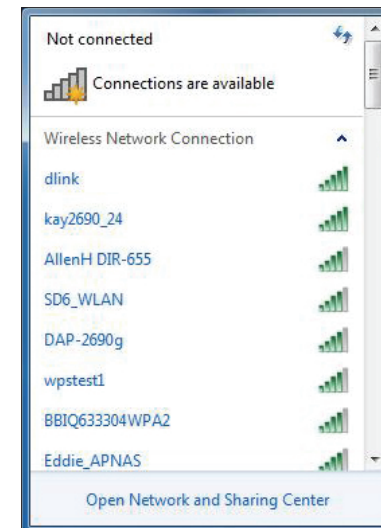 Not connected
Connections are available
Wireless Network Connection
dlink
kay2690_24
AllenH DIR-655
SD6_WLAN
DAP-2690g
wpstest1
BBIQ633304WPA2
Eddie_APNAS
Open Network and Sharing Center